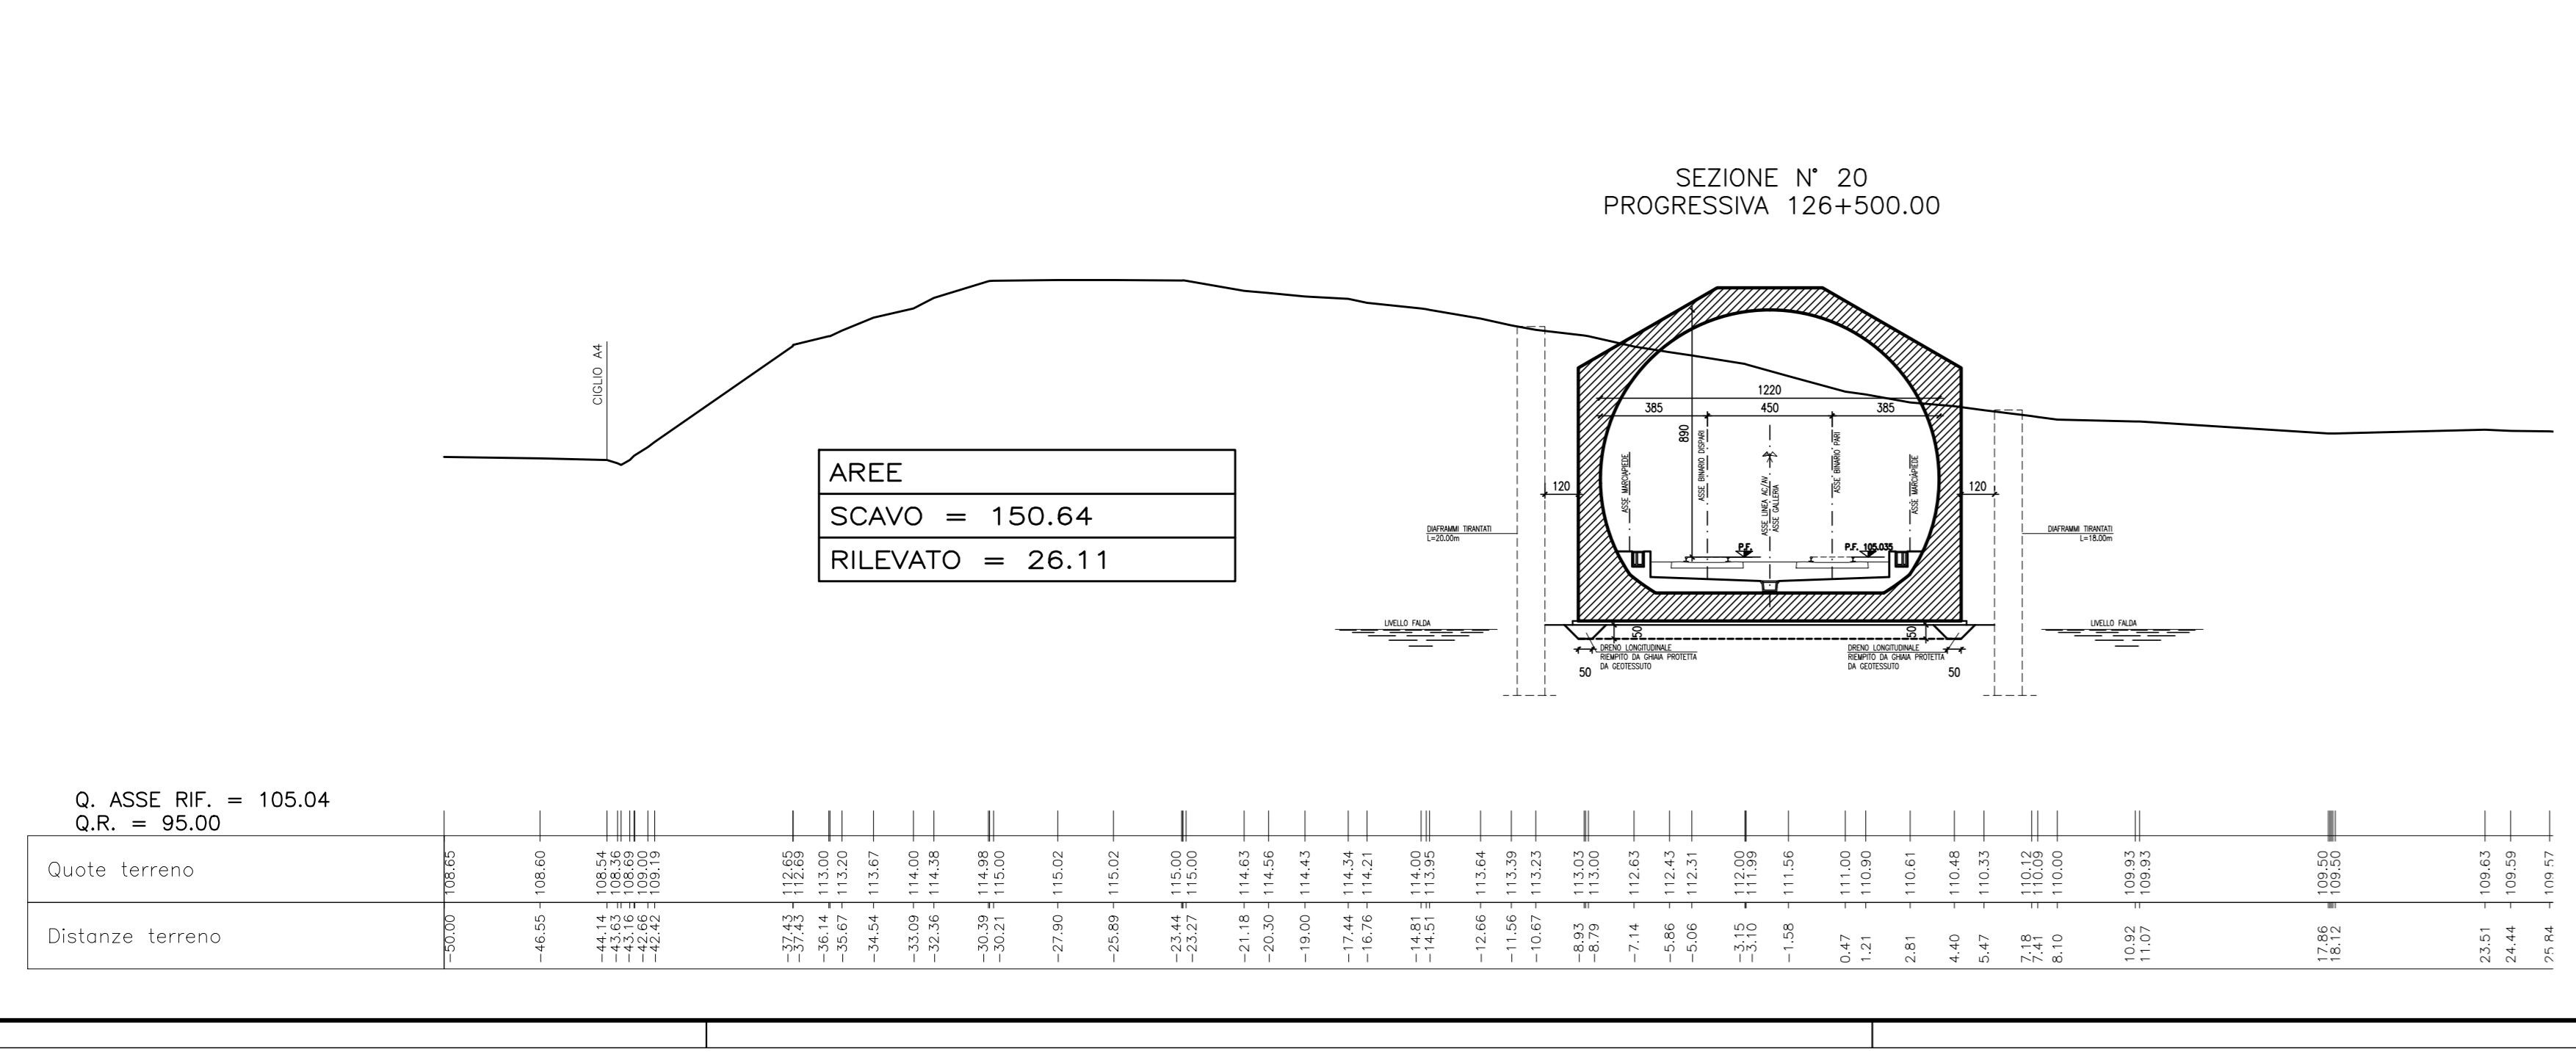 SEZIONE N° 20
PROGRESSIVA 126+500.00
CIGLIO A4
AREE
SCAVO = 150.64
RILEVATO = 26.11
1220
385 450 385
890
ASSE MARCIAPIEDE
ASSE BINARIO DISPARI
ASSE LINEA AC/AV
ASSE GALLERIA
ASSE BINARIO PARI
ASSE MARCIAPIEDE
120 120
DIAFRAMMI TIRANTATI
L=20.00m
DIAFRAMMI TIRANTATI
L=18.00m
P.F. P.F. 105.035
LIVELLO FALDA
LIVELLO FALDA
50 50
DRENO LONGITUDINALE
RIEMPITO DA GHIAIA PROTETTA
DA GEOTESSUTO
DRENO LONGITUDINALE
RIEMPITO DA GHIAIA PROTETTA
DA GEOTESSUTO
50 50
Q. ASSE RIF. = 105.04
Q.R. = 95.00
Quote terreno 108.65 108.60 108.54 108.36 108.69 109.00 109.19 112.65 112.69 113.00 113.20 113.67 114.00 114.38 114.98 115.00 115.02 115.02 115.00 115.00 114.63 114.56 114.43 114.34 114.21 114.00 113.95 113.64 113.39 113.23 113.03 113.00 112.63 112.43 112.31 112.00 111.99 111.56 111.00 110.90 110.61 110.48 110.33 110.12 110.09 110.00 109.93 109.93 109.50 109.50 109.63 109.59 109.57
Distanze terreno -50.00 -46.55 -44.14 -43.63 -43.16 -42.66 -42.42 -37.43 -37.43 -36.14 -35.67 -34.54 -33.09 -32.36 -30.39 -30.21 -27.90 -25.89 -23.44 -23.27 -21.18 -20.30 -19.00 -17.44 -16.76 -14.81 -14.51 -12.66 -11.56 -10.67 -8.93 -8.79 -7.14 -5.86 -5.06 -3.15 -3.10 -1.58 0.47 1.21 2.81 4.40 5.47 7.18 7.41 8.10 10.92 11.07 17.86 18.12 23.51 24.44 25.84